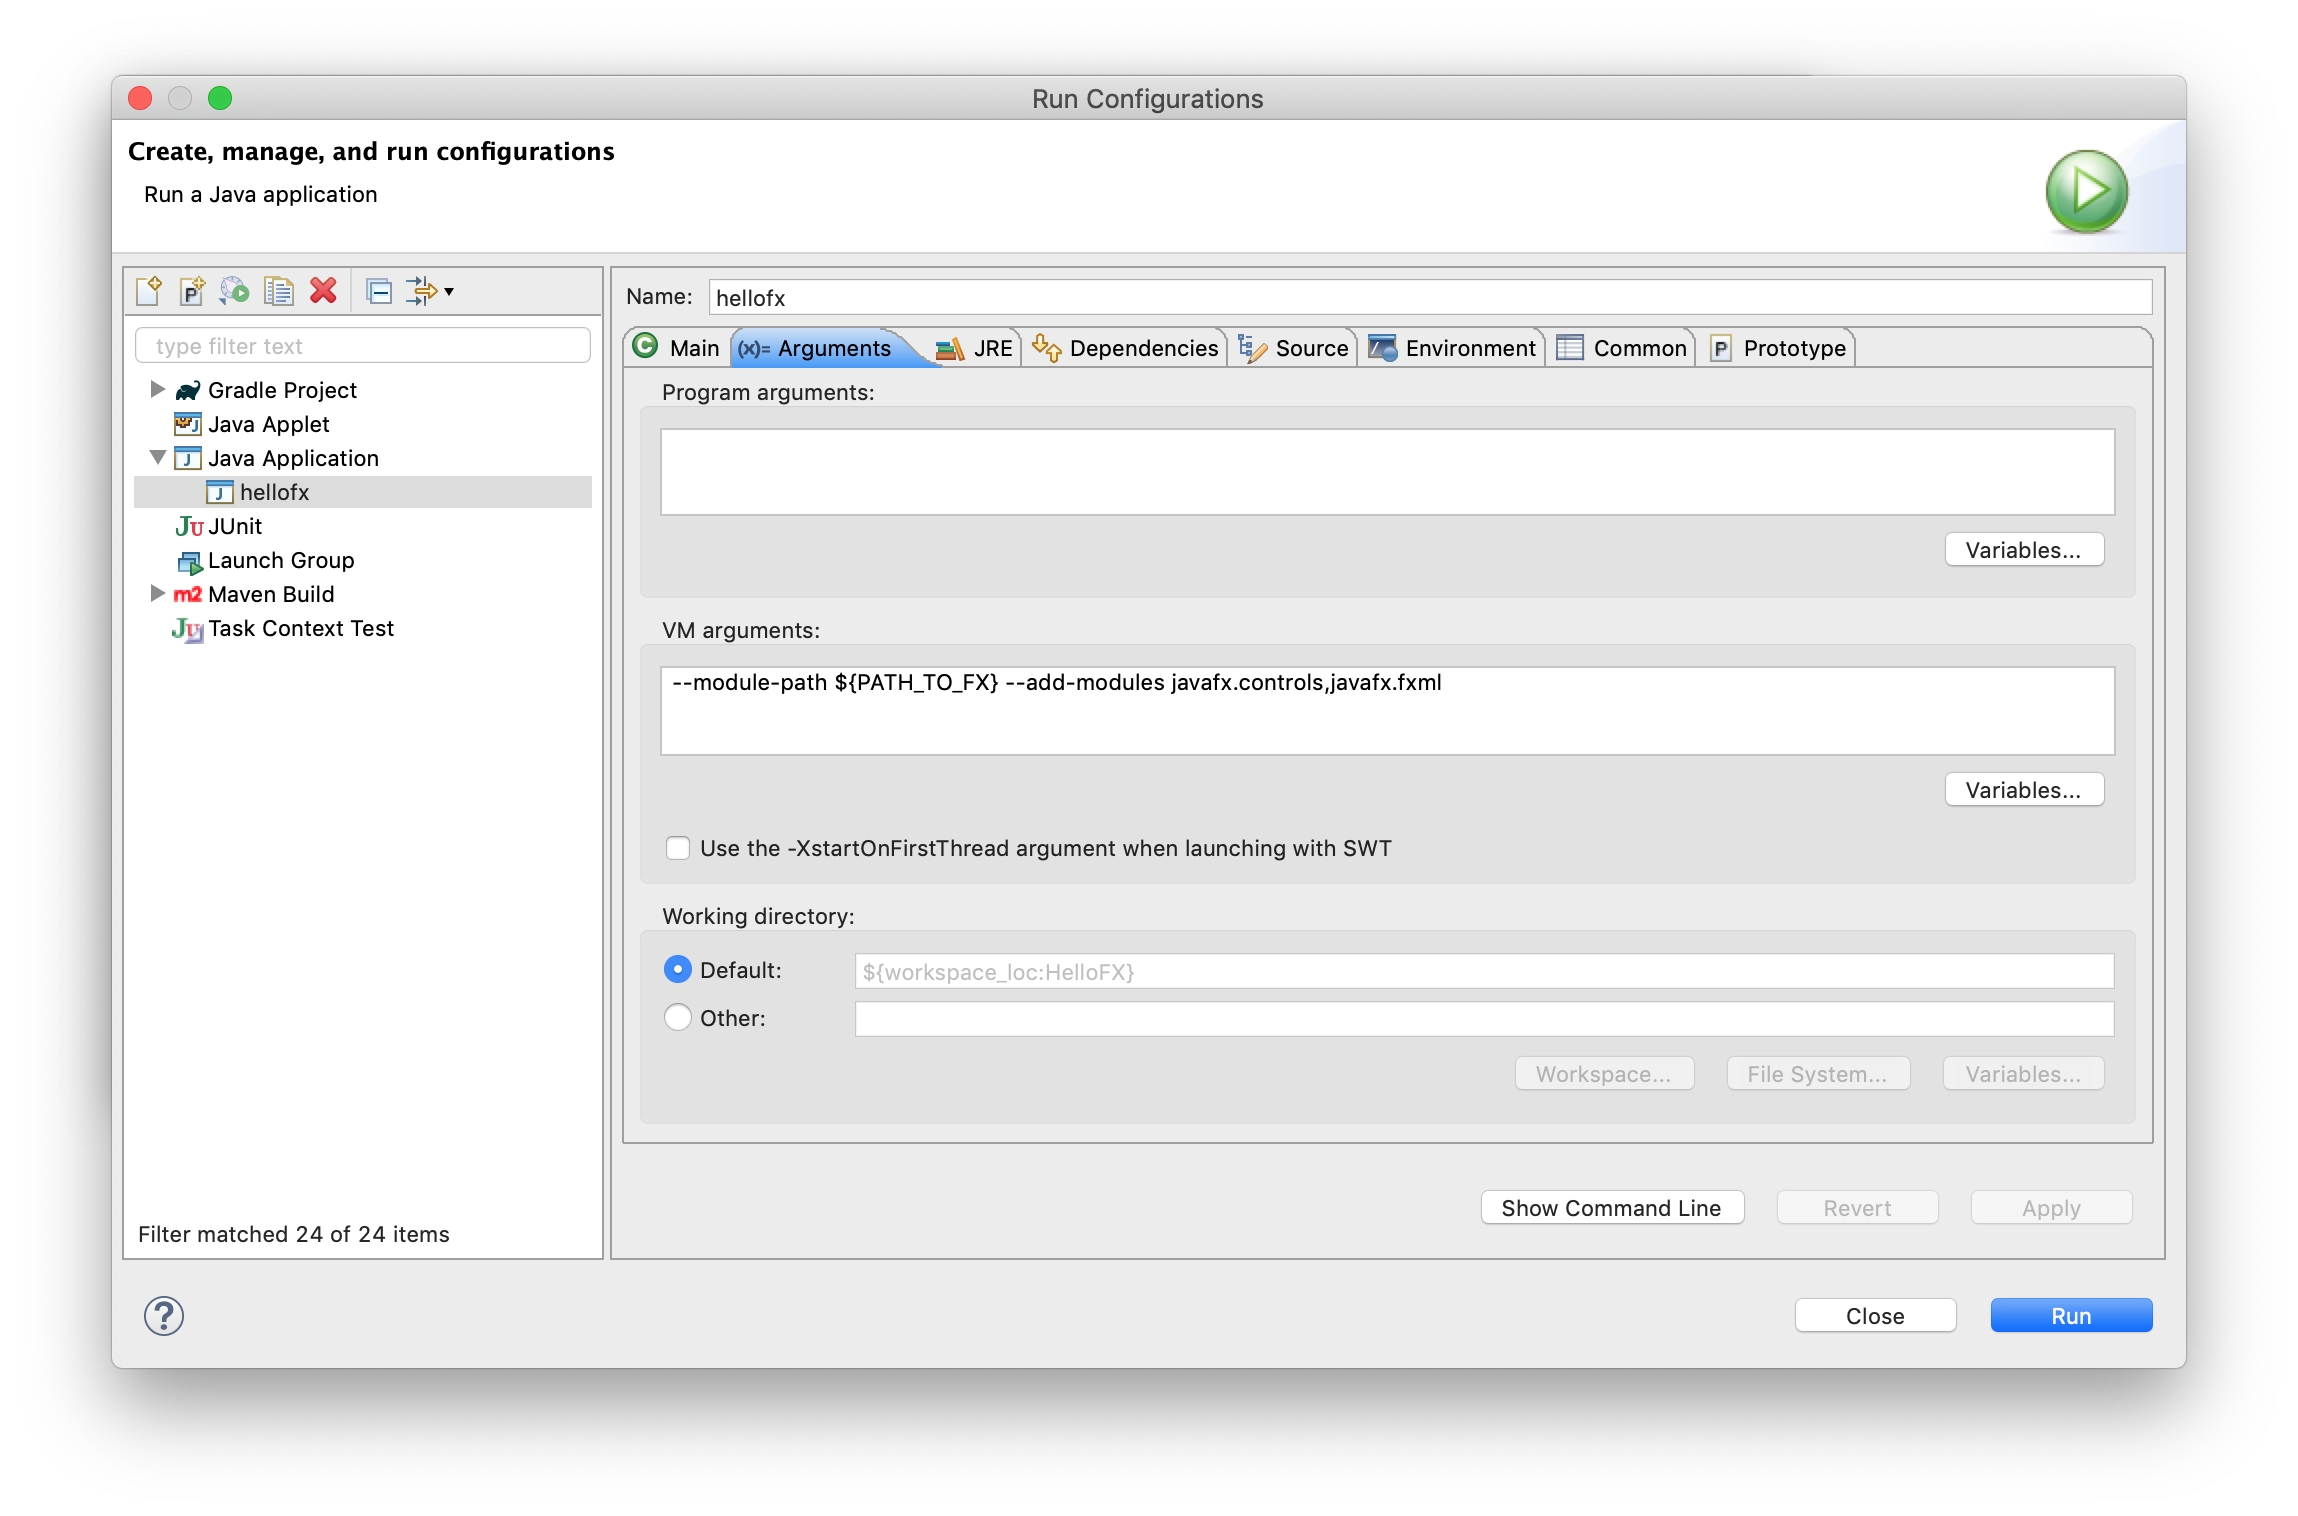 Run Configurations
Create, manage, and run configurations
Run a Java application
type filter text
Gradle Project
Java Applet
Java Application
hellofx
JUnit
Launch Group
Maven Build
Task Context Test
Filter matched 24 of 24 items
Name: hellofx
Main (x)= Arguments JRE Dependencies Source Environment Common Prototype
Program arguments:
Variables...
VM arguments:
--module-path ${PATH_TO_FX} --add-modules javafx.controls,javafx.fxml
Variables...
Use the -XstartOnFirstThread argument when launching with SWT
Working directory:
Default: ${workspace_loc:HelloFX}
Other:
Workspace... File System... Variables...
Show Command Line Revert Apply
? Close Run